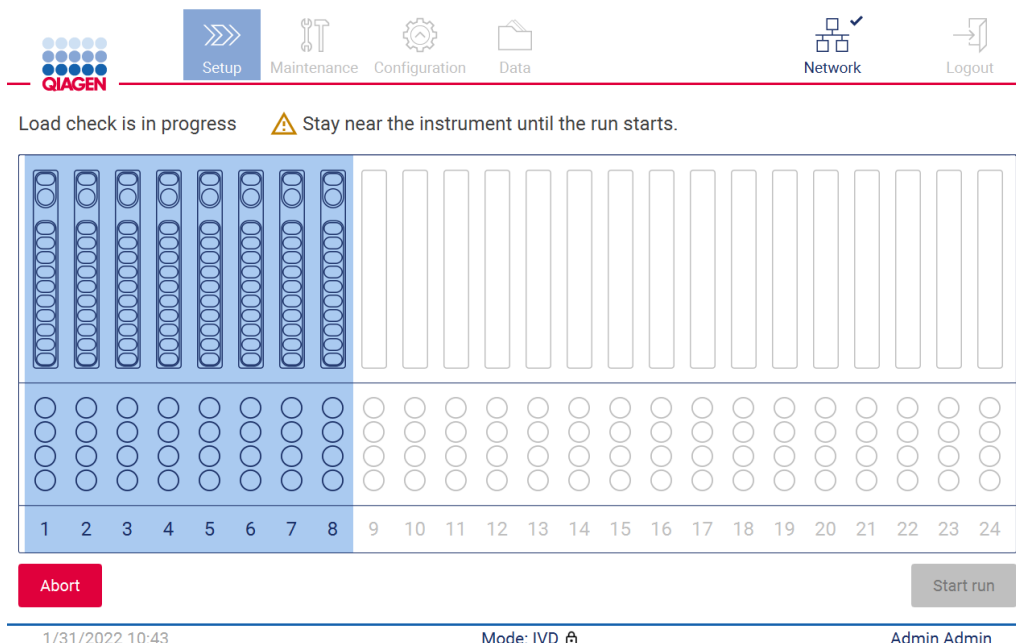 QIAGEN
Setup
Maintenance
Configuration
Data
Network
Logout
Load check is in progress
Stay near the instrument until the run starts.
1 2 3 4 5 6 7 8 9 10 11 12 13 14 15 16 17 18 19 20 21 22 23 24
Abort
Start run
1/31/2022 10:43
Mode: IVD
Admin Admin